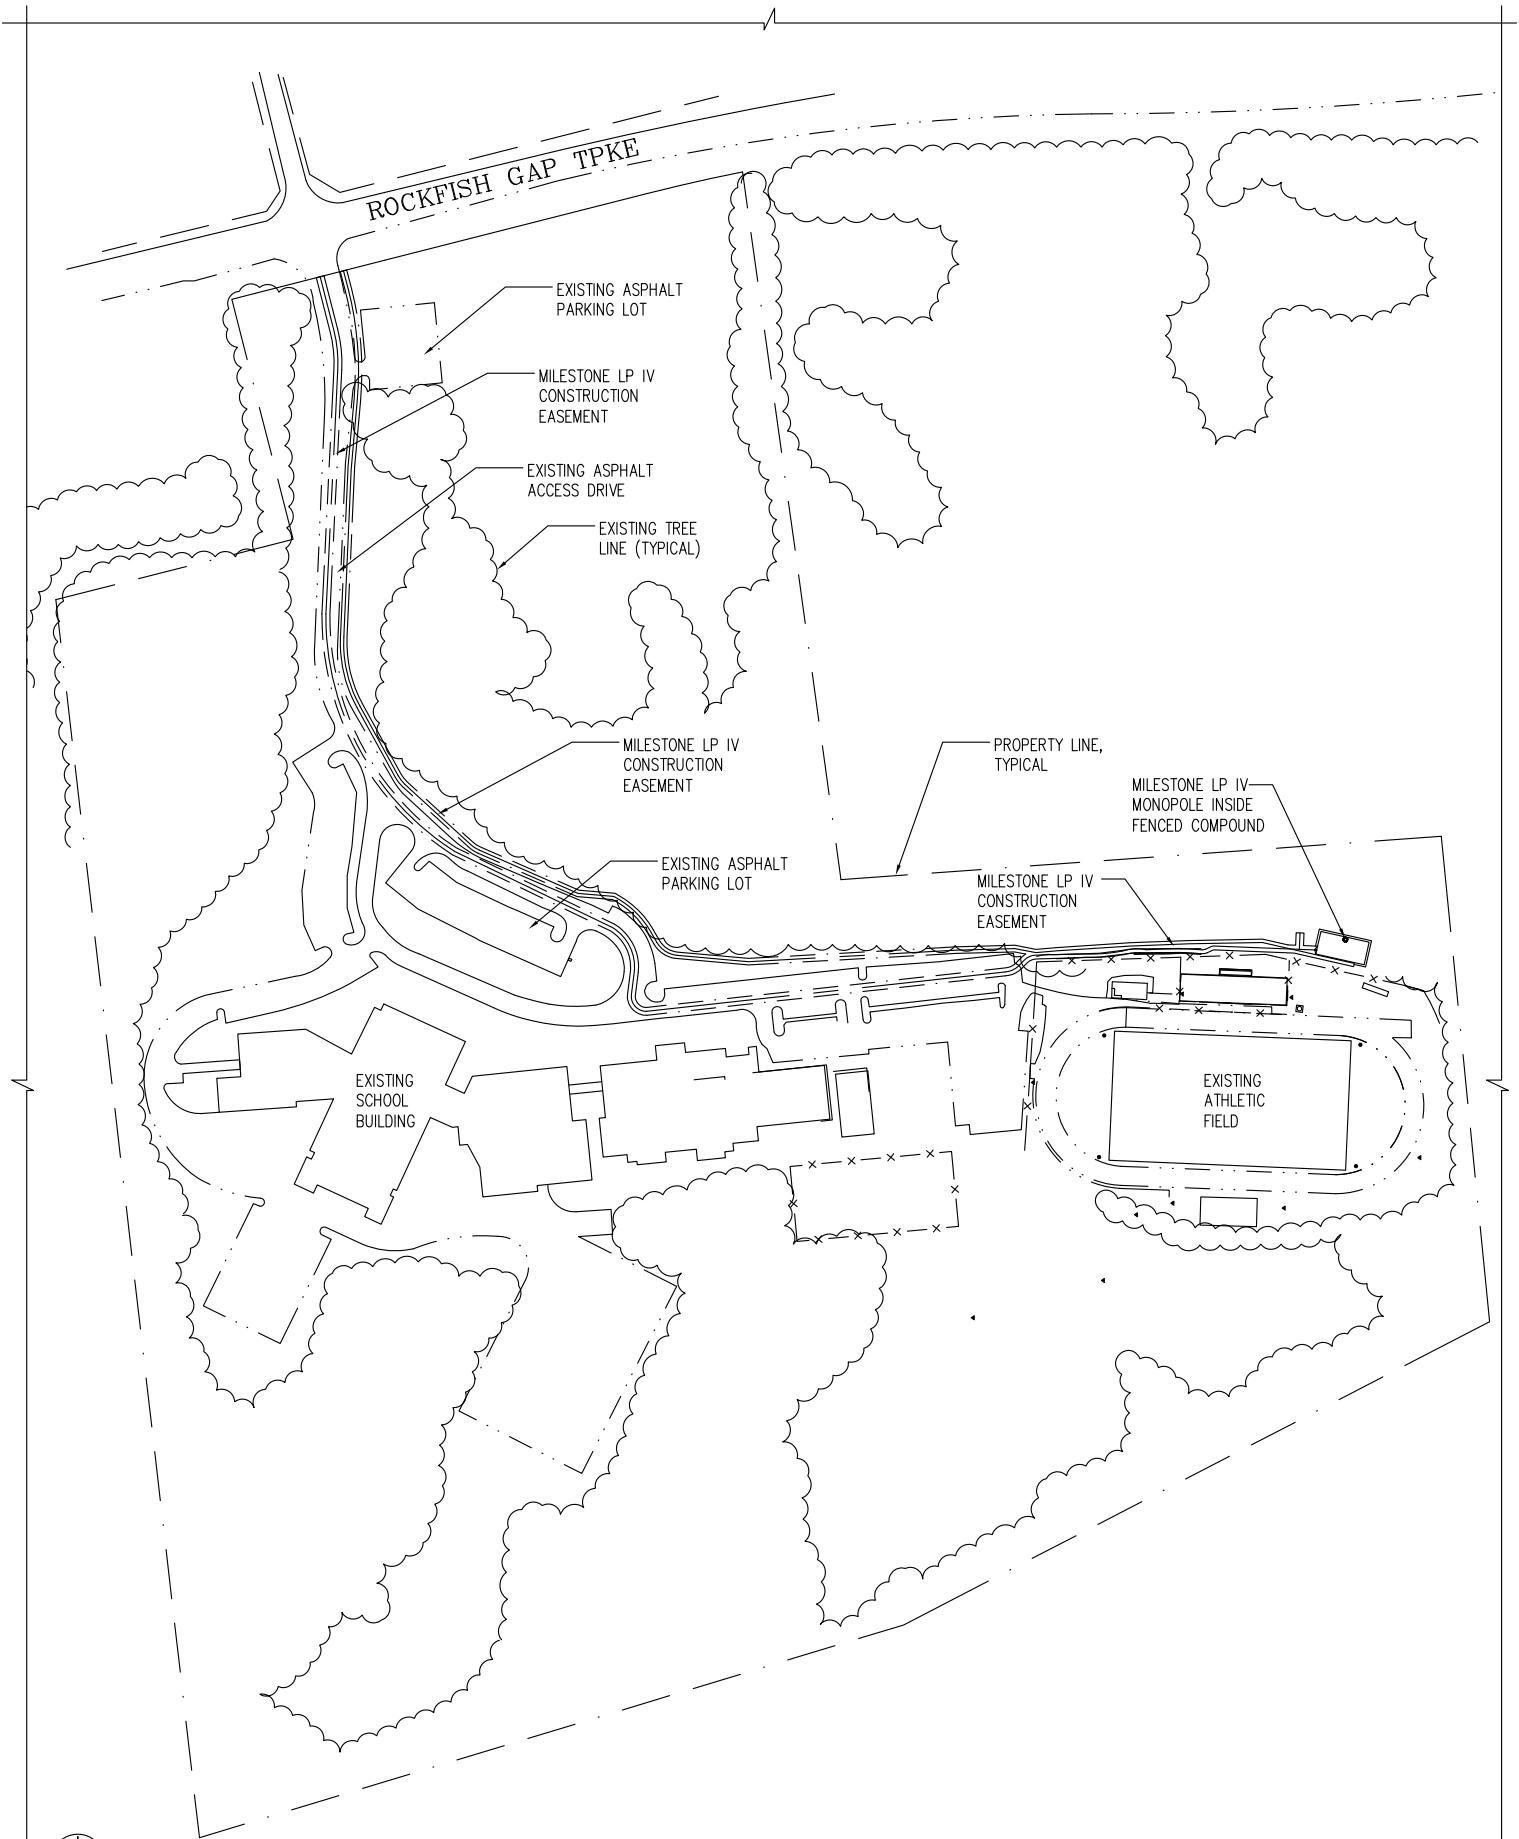 ROCKFISH GAP TPKE
EXISTING ASPHALT
PARKING LOT
MILESTONE LP IV
CONSTRUCTION
EASEMENT
EXISTING ASPHALT
ACCESS DRIVE
EXISTING TREE
LINE (TYPICAL)
MILESTONE LP IV
CONSTRUCTION
EASEMENT
PROPERTY LINE,
TYPICAL
MILESTONE LP IV
MONOPOLE INSIDE
FENCED COMPOUND
EXISTING ASPHALT
PARKING LOT
MILESTONE LP IV
CONSTRUCTION
EASEMENT
EXISTING
SCHOOL
BUILDING
EXISTING
ATHLETIC
FIELD